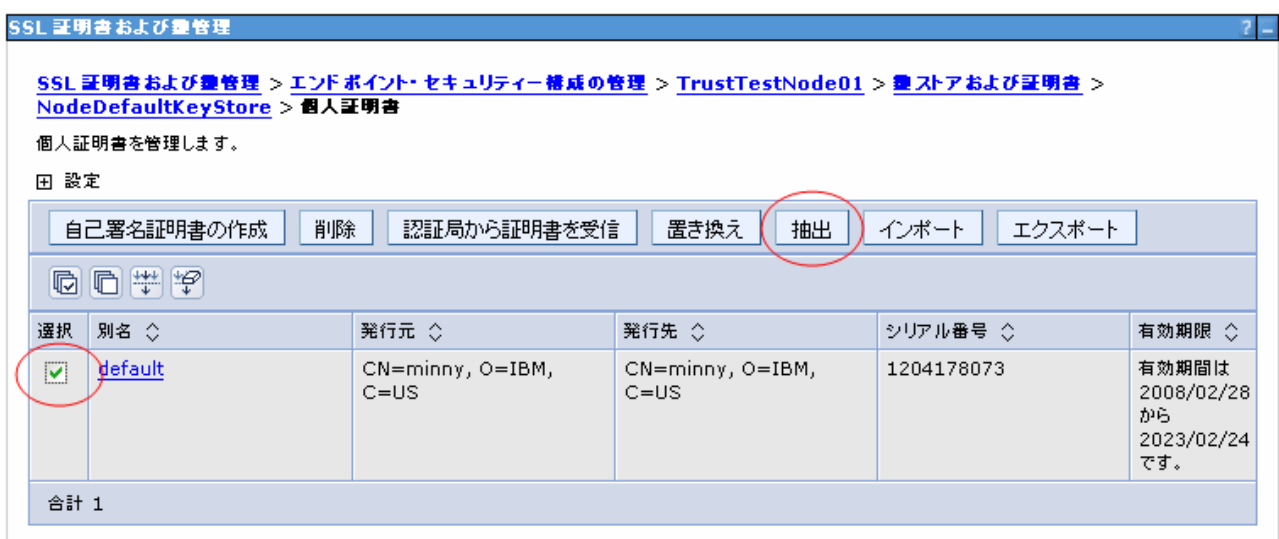 SSL 証明書および鍵管理 ? –
SSL 証明書および鍵管理 > エンドポイント・セキュリティー構成の管理 > TrustTestNode01 > 鍵ストアおよび証明書 >
NodeDefaultKeyStore > 個人証明書
個人証明書を管理します。
設定
自己署名証明書の作成 削除 認証局から証明書を受信 置き換え 抽出 インポート エクスポート
選択 別名 発行元 発行先 シリアル番号 有効期限
default CN=minny, O=IBM, CN=minny, O=IBM, 1204178073 有効期間は
C=US C=US 2008/02/28
から
2023/02/24
です。
合計 1